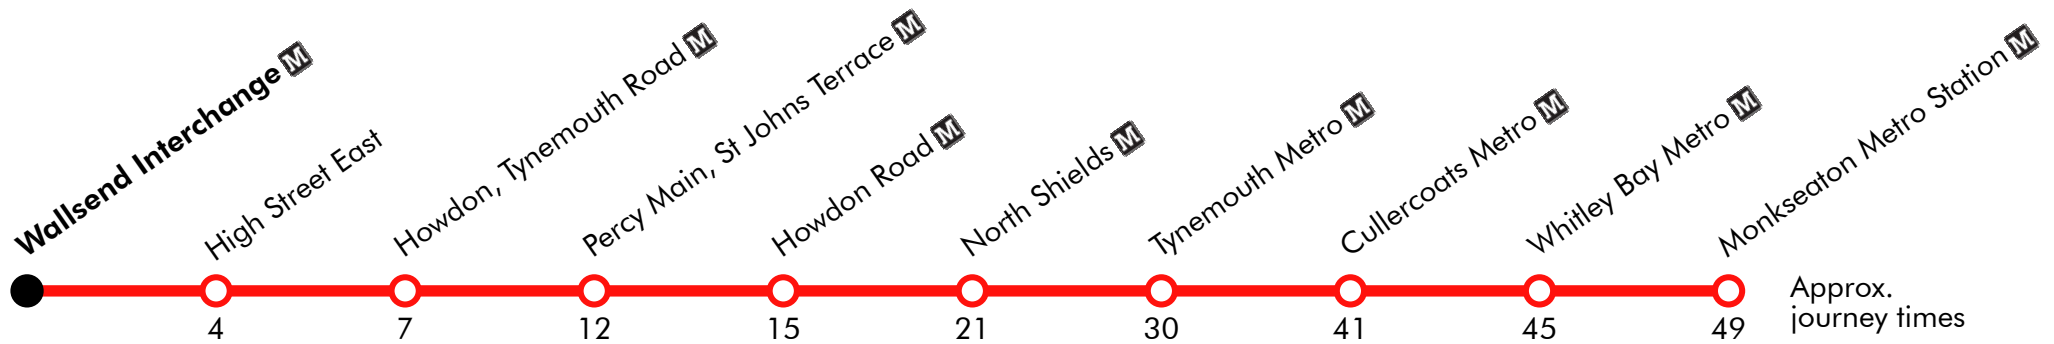 Wallsend Interchange M
High Street East
Howdon, Tynemouth Road M
Percy Main, St Johns Terrace M
Howdon Road M
North Shields M
Tynemouth Metro M
Cullercoats Metro M
Whitley Bay Metro M
Monkseaton Metro Station M
4
7
12
15
21
30
41
45
49
Approx.
journey times